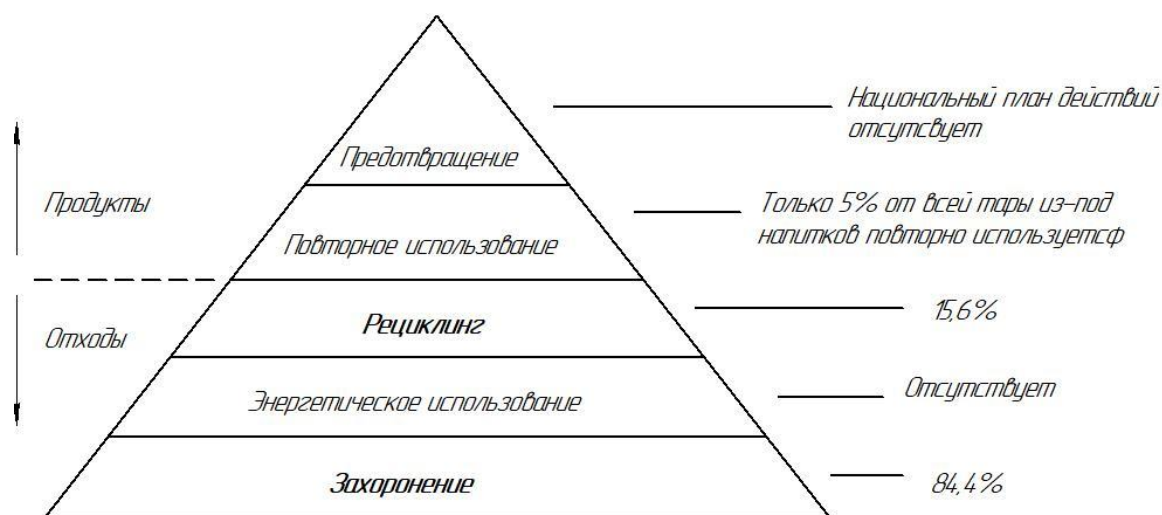 Национальный план действий
отсутсвует
Предотвращение
Продукты
Только 5% от всей тары из-под
напитков повторно используетсф
Повторное использование
Рециклинг
15,6%
Отходы
Энергетическое использование
Отсутствует
Захоронение
84,4%